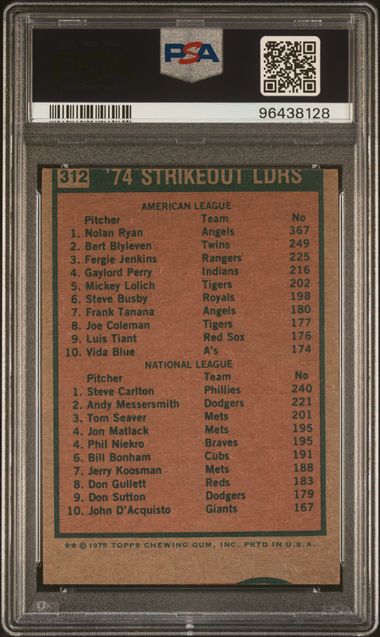 PSA
96438128
312 '74 STRIKEOUT LDRS
AMERICAN LEAGUE
Pitcher Team No
1. Nolan Ryan Angels 367
2. Bert Blyleven Twins 249
3. Fergie Jenkins Rangers 225
4. Gaylord Perry Indians 216
5. Mickey Lolich Tigers 202
6. Steve Busby Royals 198
7. Frank Tanana Angels 180
8. Joe Coleman Tigers 177
9. Luis Tiant Red Sox 176
10. Vida Blue A's 174
NATIONAL LEAGUE
Pitcher Team No
1. Steve Carlton Phillies 240
2. Andy Messersmith Dodgers 221
3. Tom Seaver Mets 201
4. Jon Matlack Mets 195
4. Phil Niekro Braves 195
6. Bill Bonham Cubs 191
7. Jerry Koosman Mets 188
8. Don Gullett Reds 183
9. Don Sutton Dodgers 179
10. John D'Acquisto Giants 167
** © 1975 TOPPS CHEWING GUM, INC. PRTD IN U.S.A.